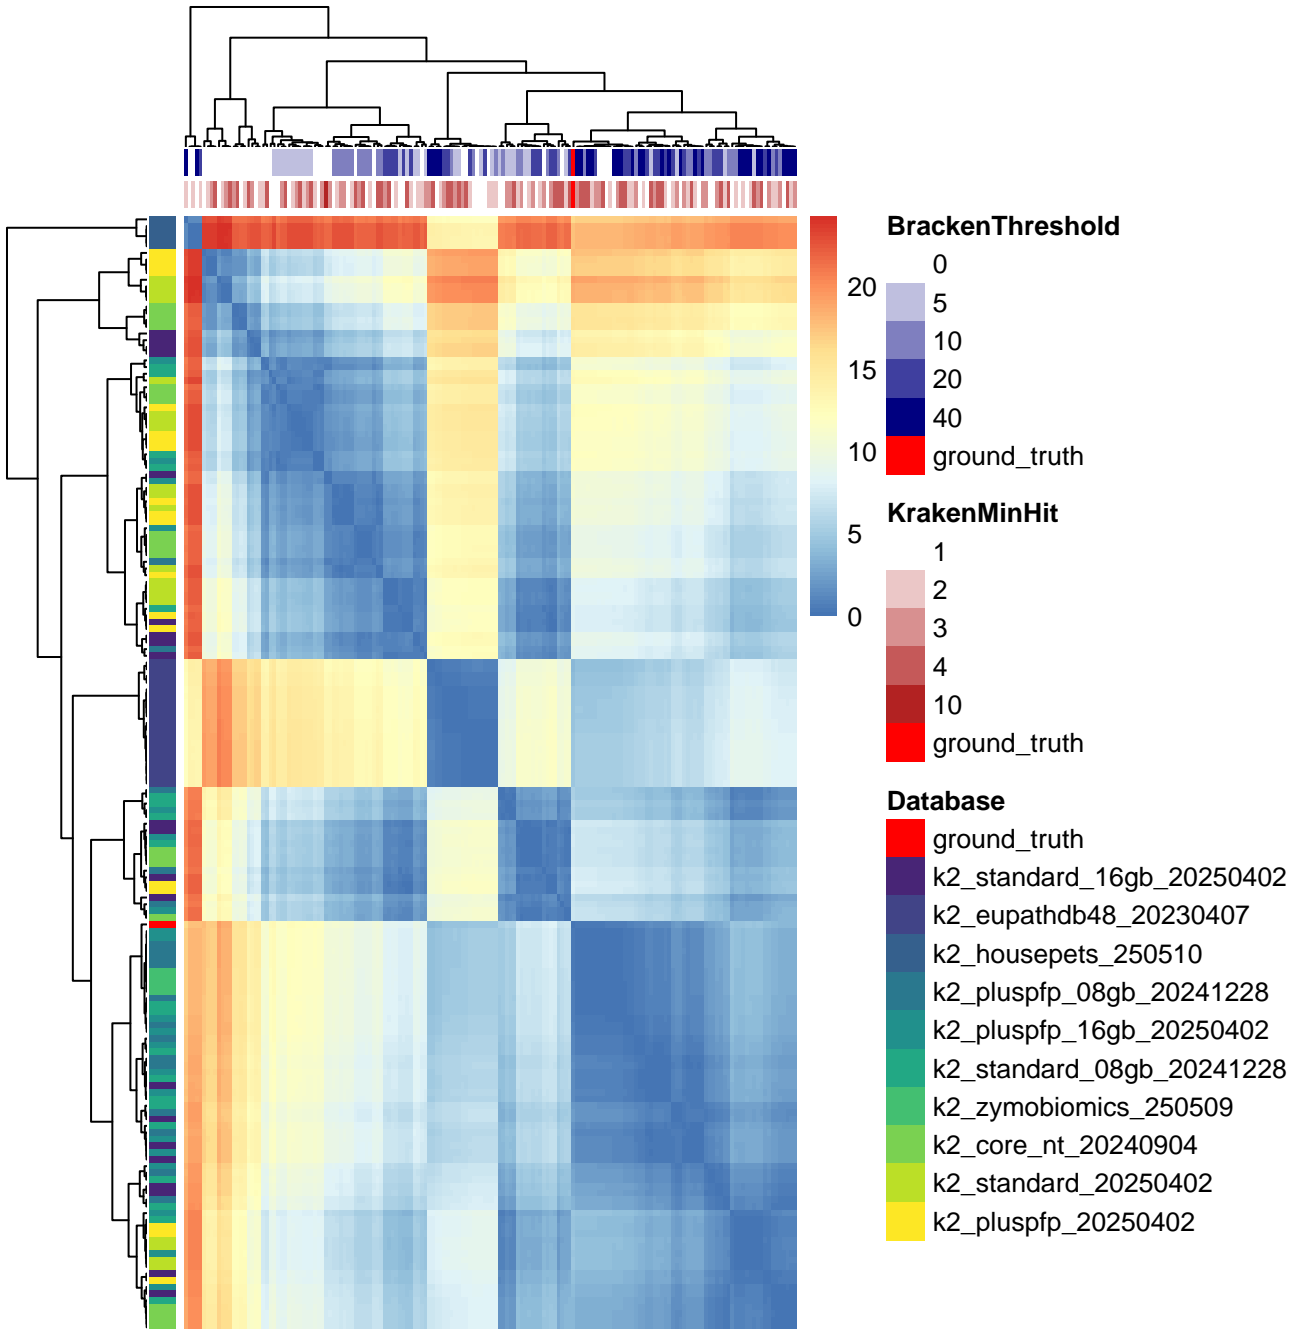 20
15
10
5
0
BrackenThreshold
0
5
10
20
40
ground_truth
KrakenMinHit
1
2
3
4
10
ground_truth
Database
ground_truth
k2_standard_16gb_20250402
k2_eupathdb48_20230407
k2_housepets_250510
k2_pluspfp_08gb_20241228
k2_pluspfp_16gb_20250402
k2_standard_08gb_20241228
k2_zymobiomics_250509
k2_core_nt_20240904
k2_standard_20250402
k2_pluspfp_20250402